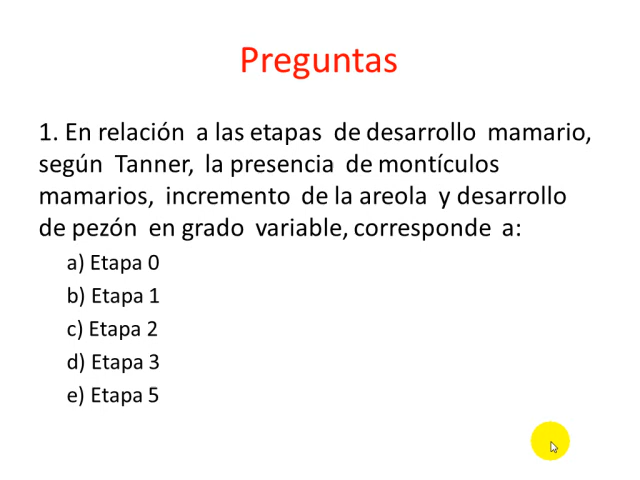 Preguntas
1. En relación a las etapas de desarrollo mamario,
según Tanner, la presencia de montículos
mamarios, incremento de la areola y desarrollo
de pezón en grado variable, corresponde a:
a) Etapa 0
b) Etapa 1
c) Etapa 2
d) Etapa 3
e) Etapa 5